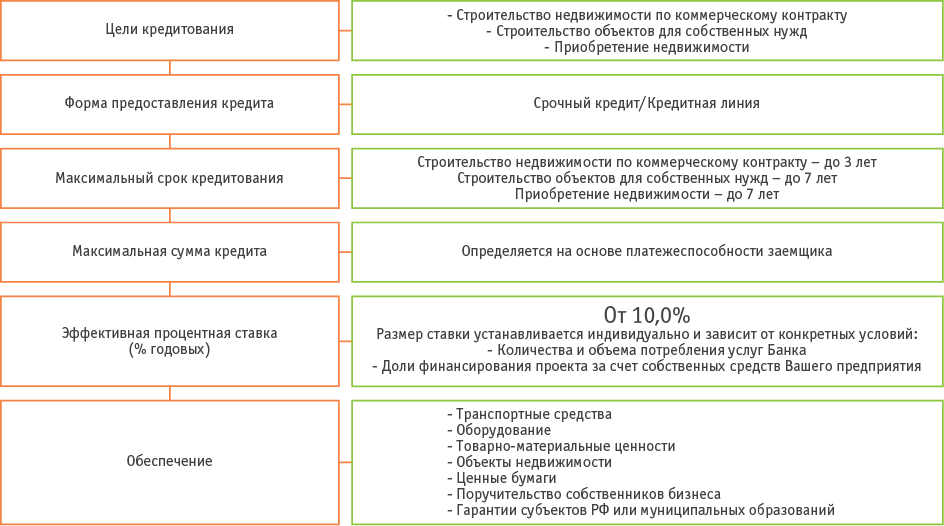 Цели кредитования
- Строительство недвижимости по коммерческому контракту
- Строительство объектов для собственных нужд
- Приобретение недвижимости
Форма предоставления кредита
Срочный кредит/Кредитная линия
Максимальный срок кредитования
Строительство недвижимости по коммерческому контракту – до 3 лет
Строительство объектов для собственных нужд – до 7 лет
Приобретение недвижимости – до 7 лет
Максимальная сумма кредита
Определяется на основе платежеспособности заемщика
Эффективная процентная ставка
(% годовых)
От 10,0%
Размер ставки устанавливается индивидуально и зависит от конкретных условий:
- Количества и объема потребления услуг Банка
- Доли финансирования проекта за счет собственных средств Вашего предприятия
Обеспечение
- Транспортные средства
- Оборудование
- Товарно-материальные ценности
- Объекты недвижимости
- Ценные бумаги
- Поручительство собственников бизнеса
- Гарантии субъектов РФ или муниципальных образований